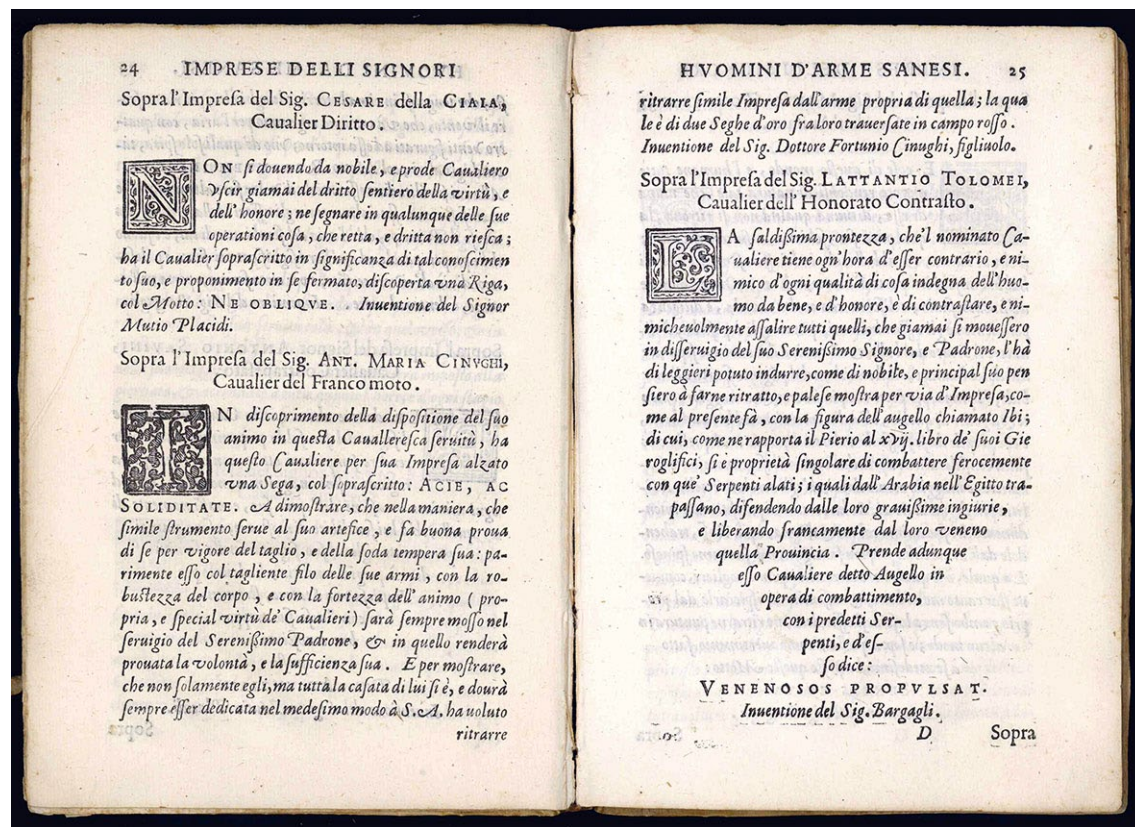 24 IMPRESE DELLI SIGNORI
Sopra l'Impreſa del Sig. CESARE della CIAIA,
Caualier Diritto.
NON ſi douendo da nobile, e prode Caualiero
vſcir giamai del dritto ſentiero della virtù, e
dell'honore; ne ſegnare in qualunque delle ſue
operationi coſa, che retta, e dritta non rieſca;
ha il Caualier ſopraſcritto in ſignificanza di tal conoſcimen
to ſuo, e proponimento in ſe fermato, diſcoperta vna Riga,
col Motto: NE OBLIQVE. Inuentione del Signor
Mutio Placidi.
Sopra l'Impreſa del Sig. ANT. MARIA CINVGHI,
Caualier del Franco moto.
IN diſcoprimento della diſpoſitione del ſuo
animo in queſta Caualleresca ſeruitù, ha
queſto Caualiere per ſua Impreſa alzato
vna Sega, col ſopraſcritto: ACIE, AC
SOLIDITATE. A dimoſtrare, che nella maniera, che
ſimile ſtrumento ſerue al ſuo artefice, e fa buona proua
di ſe per vigore del taglio, e della ſoda tempera ſua: pa-
rimente eſſo col tagliente filo delle ſue armi, con la ro-
buſtezza del corpo, e con la fortezza dell'animo (pro-
pria, e ſpecial virtù de' Caualieri) ſarà ſempre moſſo nel
ſeruigio del Sereniſſimo Padrone, & in quello renderà
prouata la volontà, e la ſufficienza ſua. E per moſtrare,
che non ſolamente egli, ma tutta la caſata di lui ſi è, e dourà
ſempre eſſer dedicata nel medeſimo modo à S.A. ha voluto
ritrarre
HVOMINI D'ARME SANESI. 25
ritrarre ſimile Impreſa dall'arme propria di quella; la qua
le è di due Seghe d'oro fra loro trauerſate in campo roſſo.
Inuentione del Sig. Dottore Fortunio Cinughi, figliuolo.
Sopra l'Impreſa del Sig. LATTANTIO TOLOMEI,
Caualier dell'Honorato Contraſto.
LA ſaldiſſima prontezza, che'l nominato Ca-
ualiere tiene ogn'hora d'eſſer contrario, e ni-
mico d'ogni qualità di coſa indegna dell'huo-
mo da bene, e d'honore, è di contraſtare, e ni-
micheuolmente aſſalire tutti quelli, che giamai ſi moueſſero
in diſſeruigio del ſuo Sereniſſimo Signore, e Padrone, l'hà
di leggieri potuto indurre, come di nobile, e principal ſuo pen
ſiero à farne ritratto, e paleſe moſtra per via d'Impreſa, co-
me al preſente fà, con la figura dell'augello chiamato Ibi;
di cui, come ne rapporta il Pierio al xvij. libro de' ſuoi Gie
roglifici, ſi è proprietà ſingolare di combattere ferocemente
con que' Serpenti alati; i quali dall'Arabia nell'Egitto tra-
paſſano, difendendo dalle loro grauiſſime ingiurie,
e liberando francamente dal loro veneno
quella Prouincia. Prende adunque
eſſo Caualiere detto Augello in
opera di combattimento,
con i predetti Ser-
penti, e d'eſ-
ſo dice:
VENENOSOS PROPVLSAT.
Inuentione del Sig. Bargagli.
D Sopra